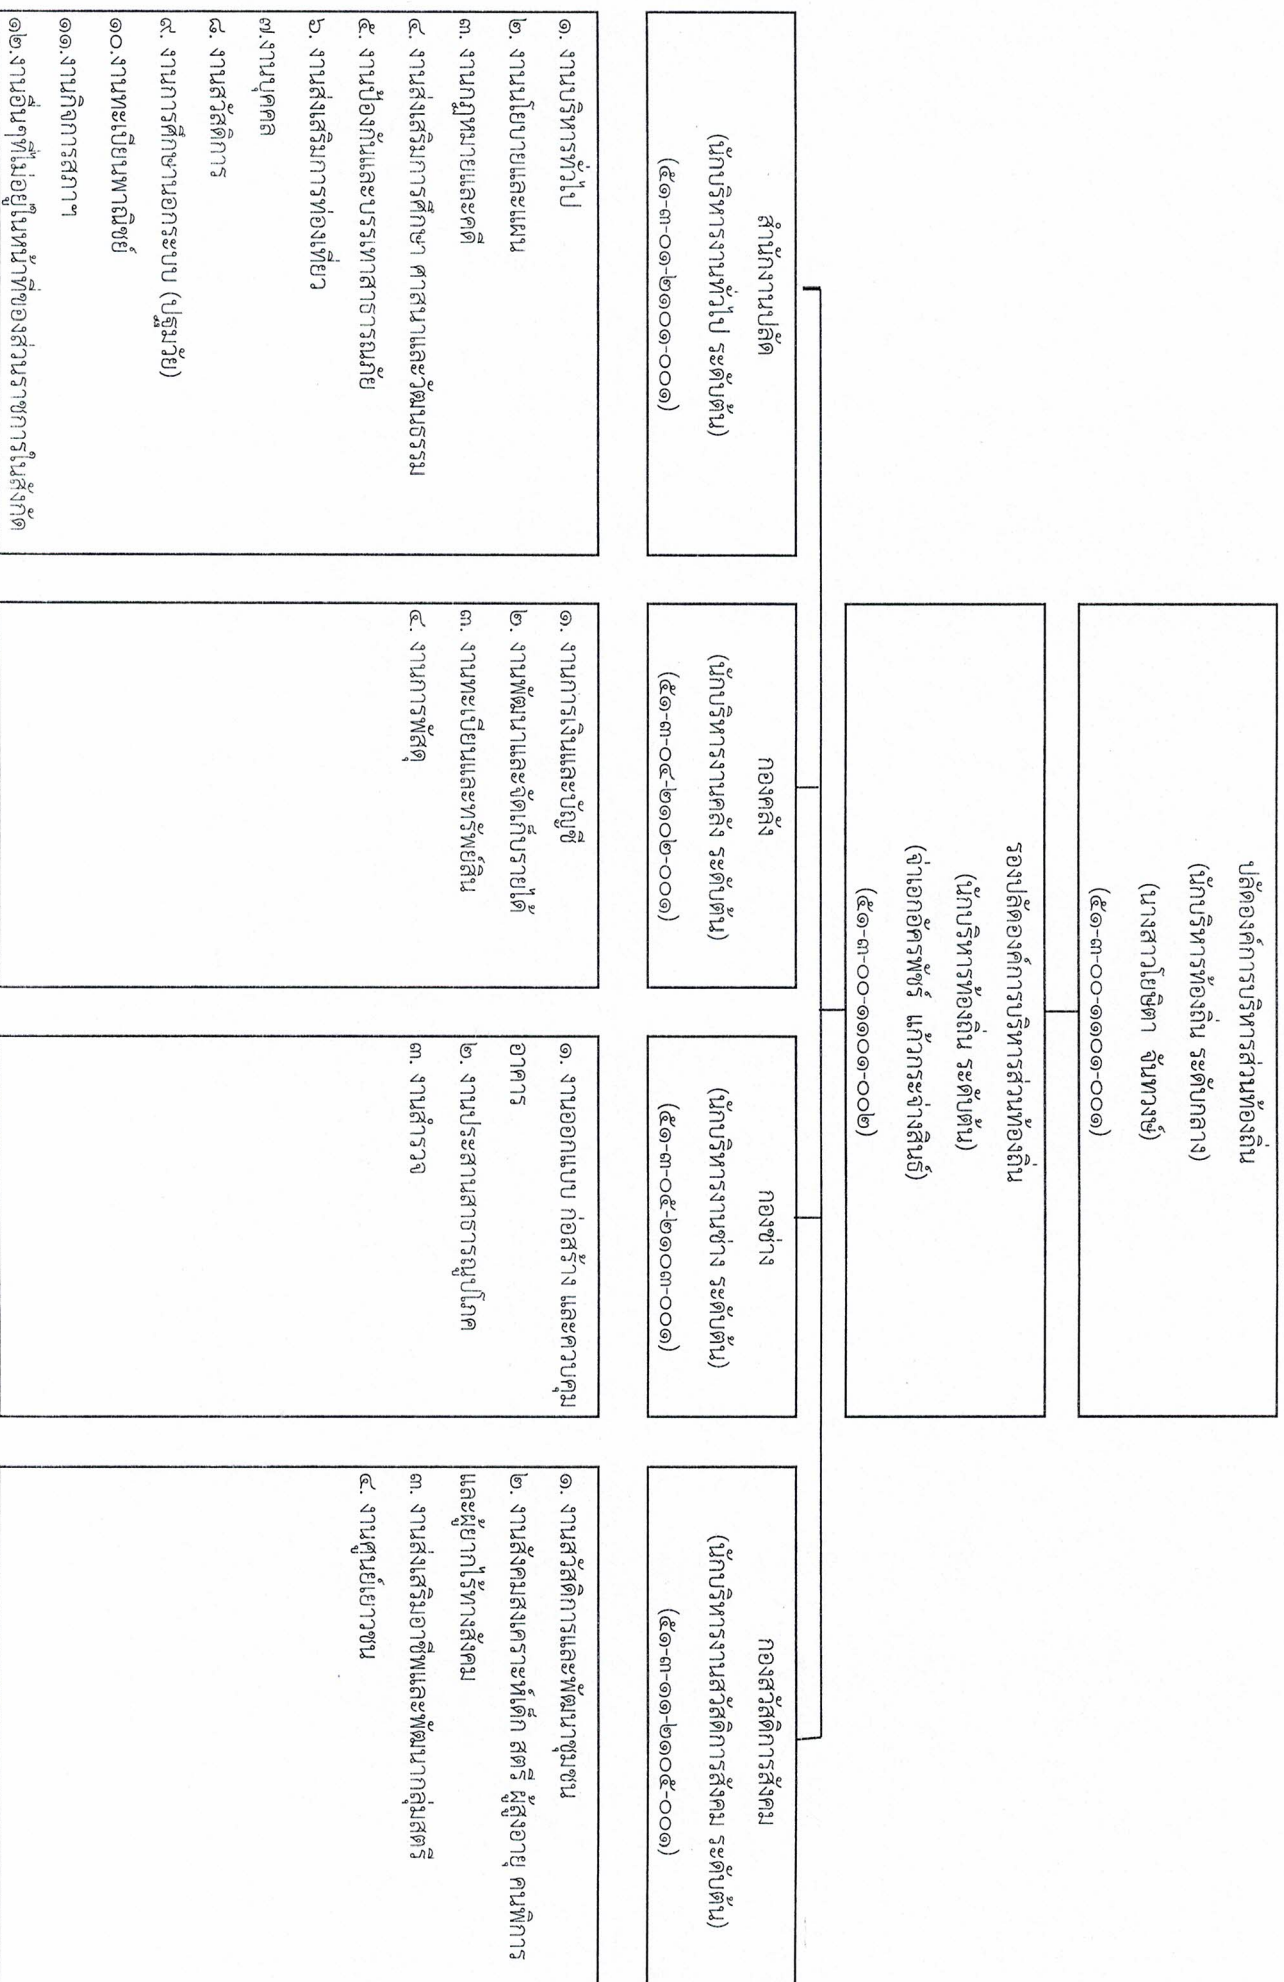 ปลัดองค์การบริหารส่วนท้องถิ่น
(นักบริหารท้องถิ่น ระดับกลาง)
(นางสาวโยษิตา จันทวงษ์)
(๕๑-๓-๐๐-๑๑๐๑-๐๐๑)
รองปลัดองค์การบริหารส่วนท้องถิ่น
(นักบริหารท้องถิ่น ระดับต้น)
(จ่าเอกอัครพัชร์ แก้วกระจ่างสินธ์)
(๕๑-๓-๐๐-๑๑๐๑-๐๐๒)
สำนักงานปลัด
(นักบริหารงานทั่วไป ระดับต้น)
(๕๑-๓-๐๑-๒๑๐๑-๐๐๑)
กองคลัง
(นักบริหารงานคลัง ระดับต้น)
(๕๑-๓-๐๔-๒๑๐๒-๐๐๑)
กองช่าง
(นักบริหารงานช่าง ระดับต้น)
(๕๑-๓-๐๕-๒๑๐๓-๐๐๑)
กองสวัสดิการสังคม
(นักบริหารงานสวัสดิการสังคม ระดับต้น)
(๕๑-๓-๑๑-๒๑๐๕-๐๐๑)
๑. งานบริหารทั่วไป
๒. งานนโยบายและแผน
๓. งานกฎหมายและคดี
๔. งานส่งเสริมการศึกษา ศาสนาและวัฒนธรรม
๕. งานป้องกันและบรรเทาสาธารณภัย
๖. งานส่งเสริมการท่องเที่ยว
๗.งานบุคคล
๘. งานสวัสดิการ
๙. งานการศึกษานอกระบบ (ปฐมวัย)
๑๐.งานทะเบียนพาณิชย์
๑๑.งานกิจการสภาฯ
๑๒.งานอื่นๆที่ไม่อยู่ในหน้าที่ของส่วนราชการในสังกัด
๑. งานการเงินและบัญชี
๒. งานพัฒนาและจัดเก็บรายได้
๓. งานทะเบียนและทรัพย์สิน
๔. งานการพัสดุ
๑. งานออกแบบ ก่อสร้าง และควบคุม
อาคาร
๒. งานประสานสาธารณูปโภค
๓. งานสำรวจ
๑. งานสวัสดิการและพัฒนาชุมชน
๒. งานสังคมสงเคราะห์เด็ก สตรี ผู้สูงอายุ คนพิการ
และผู้ยากไร้ทางสังคม
๓. งานส่งเสริมอาชีพและพัฒนากลุ่มสตรี
๔. งานศูนย์เยาวชน